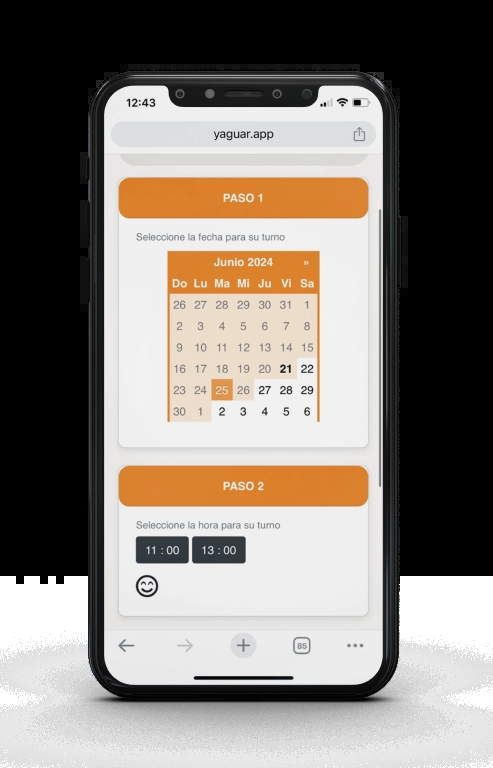 12:43
yaguar.app
PASO 1
Seleccione la fecha para su turno
Junio 2024 »
Do Lu Ma Mi Ju Vi Sa
26 27 28 29 30 31 1
2 3 4 5 6 7 8
9 10 11 12 13 14 15
16 17 18 19 20 21 22
23 24 25 26 27 28 29
30 1 2 3 4 5 6
PASO 2
Seleccione la hora para su turno
11 : 00 13 : 00
85